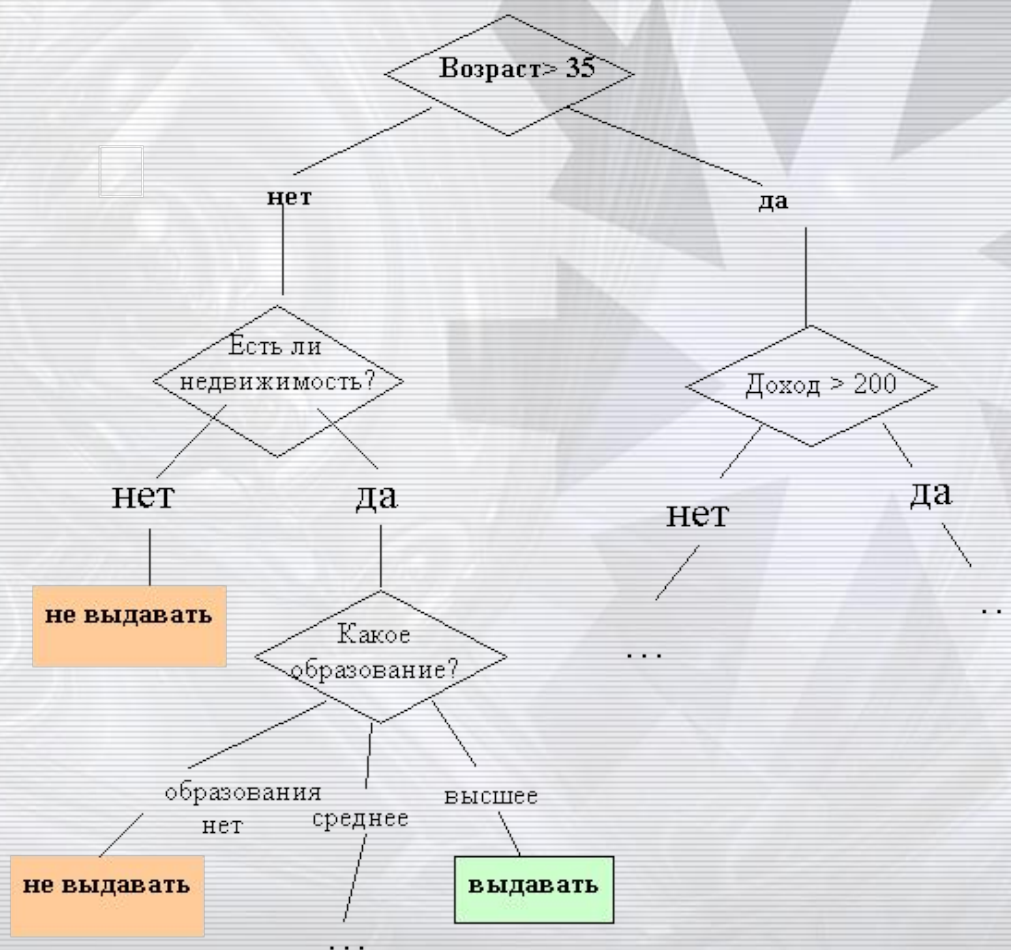 Возраст> 35
нет
да
Есть ли
недвижимость?
Доход > 200
нет
да
нет
да
не выдавать
Какое
образование?
...
..
образования
нет
среднее
высшее
не выдавать
выдавать
...